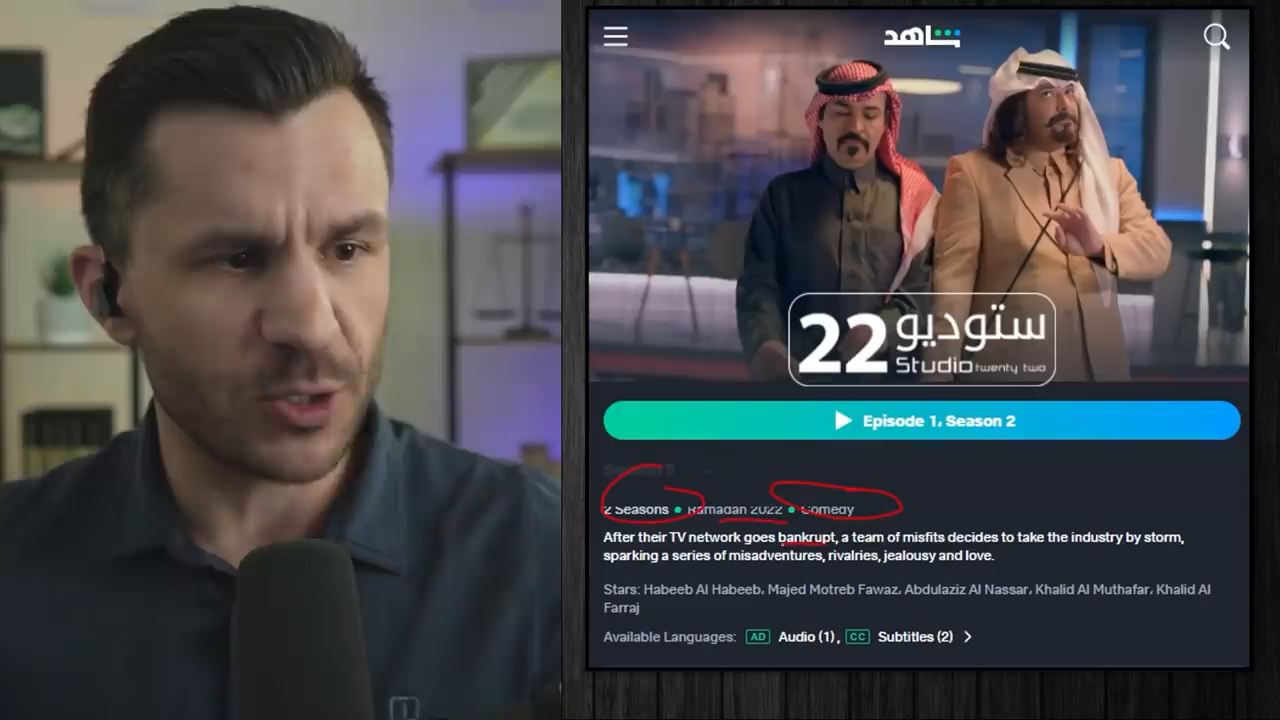 شاهد
22 ستوديو
Studio twenty two
Episode 1، Season 2
2 Seasons • Ramadan 2022 • Comedy
After their TV network goes bankrupt, a team of misfits decides to take the industry by storm,
sparking a series of misadventures, rivalries, jealousy and love.
Stars: Habeeb Al Habeeb، Majed Motreb Fawaz، Abdulaziz Al Nassar، Khalid Al Muthafar، Khalid Al
Farraj
Available Languages: AD Audio (1) , CC Subtitles (2)